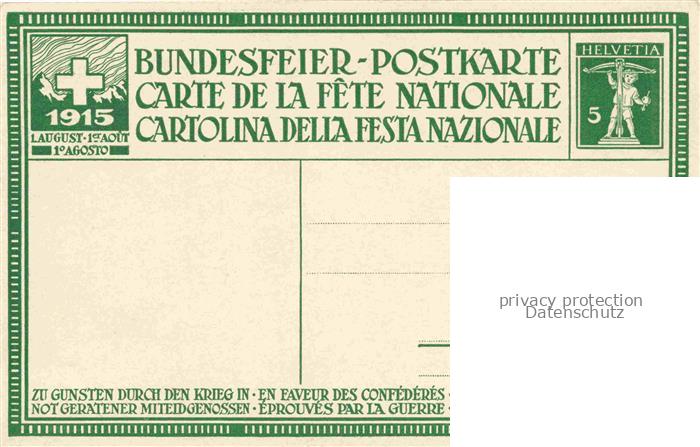 BUNDESFEIER-POSTKARTE
CARTE DE LA FÊTE NATIONALE
CARTOLINA DELLA FESTA NAZIONALE
1915
1.AUGUST·1ER AOÛT
1º AGOSTO
HELVETIA
5
privacy protection
Datenschutz
ZU GUNSTEN DURCH DEN KRIEG IN · EN FAVEUR DES CONFÉDÉRÉS ·
NOT GERATENER MITEIDGENOSSEN · ÉPROUVÉS PAR LA GUERRE ·